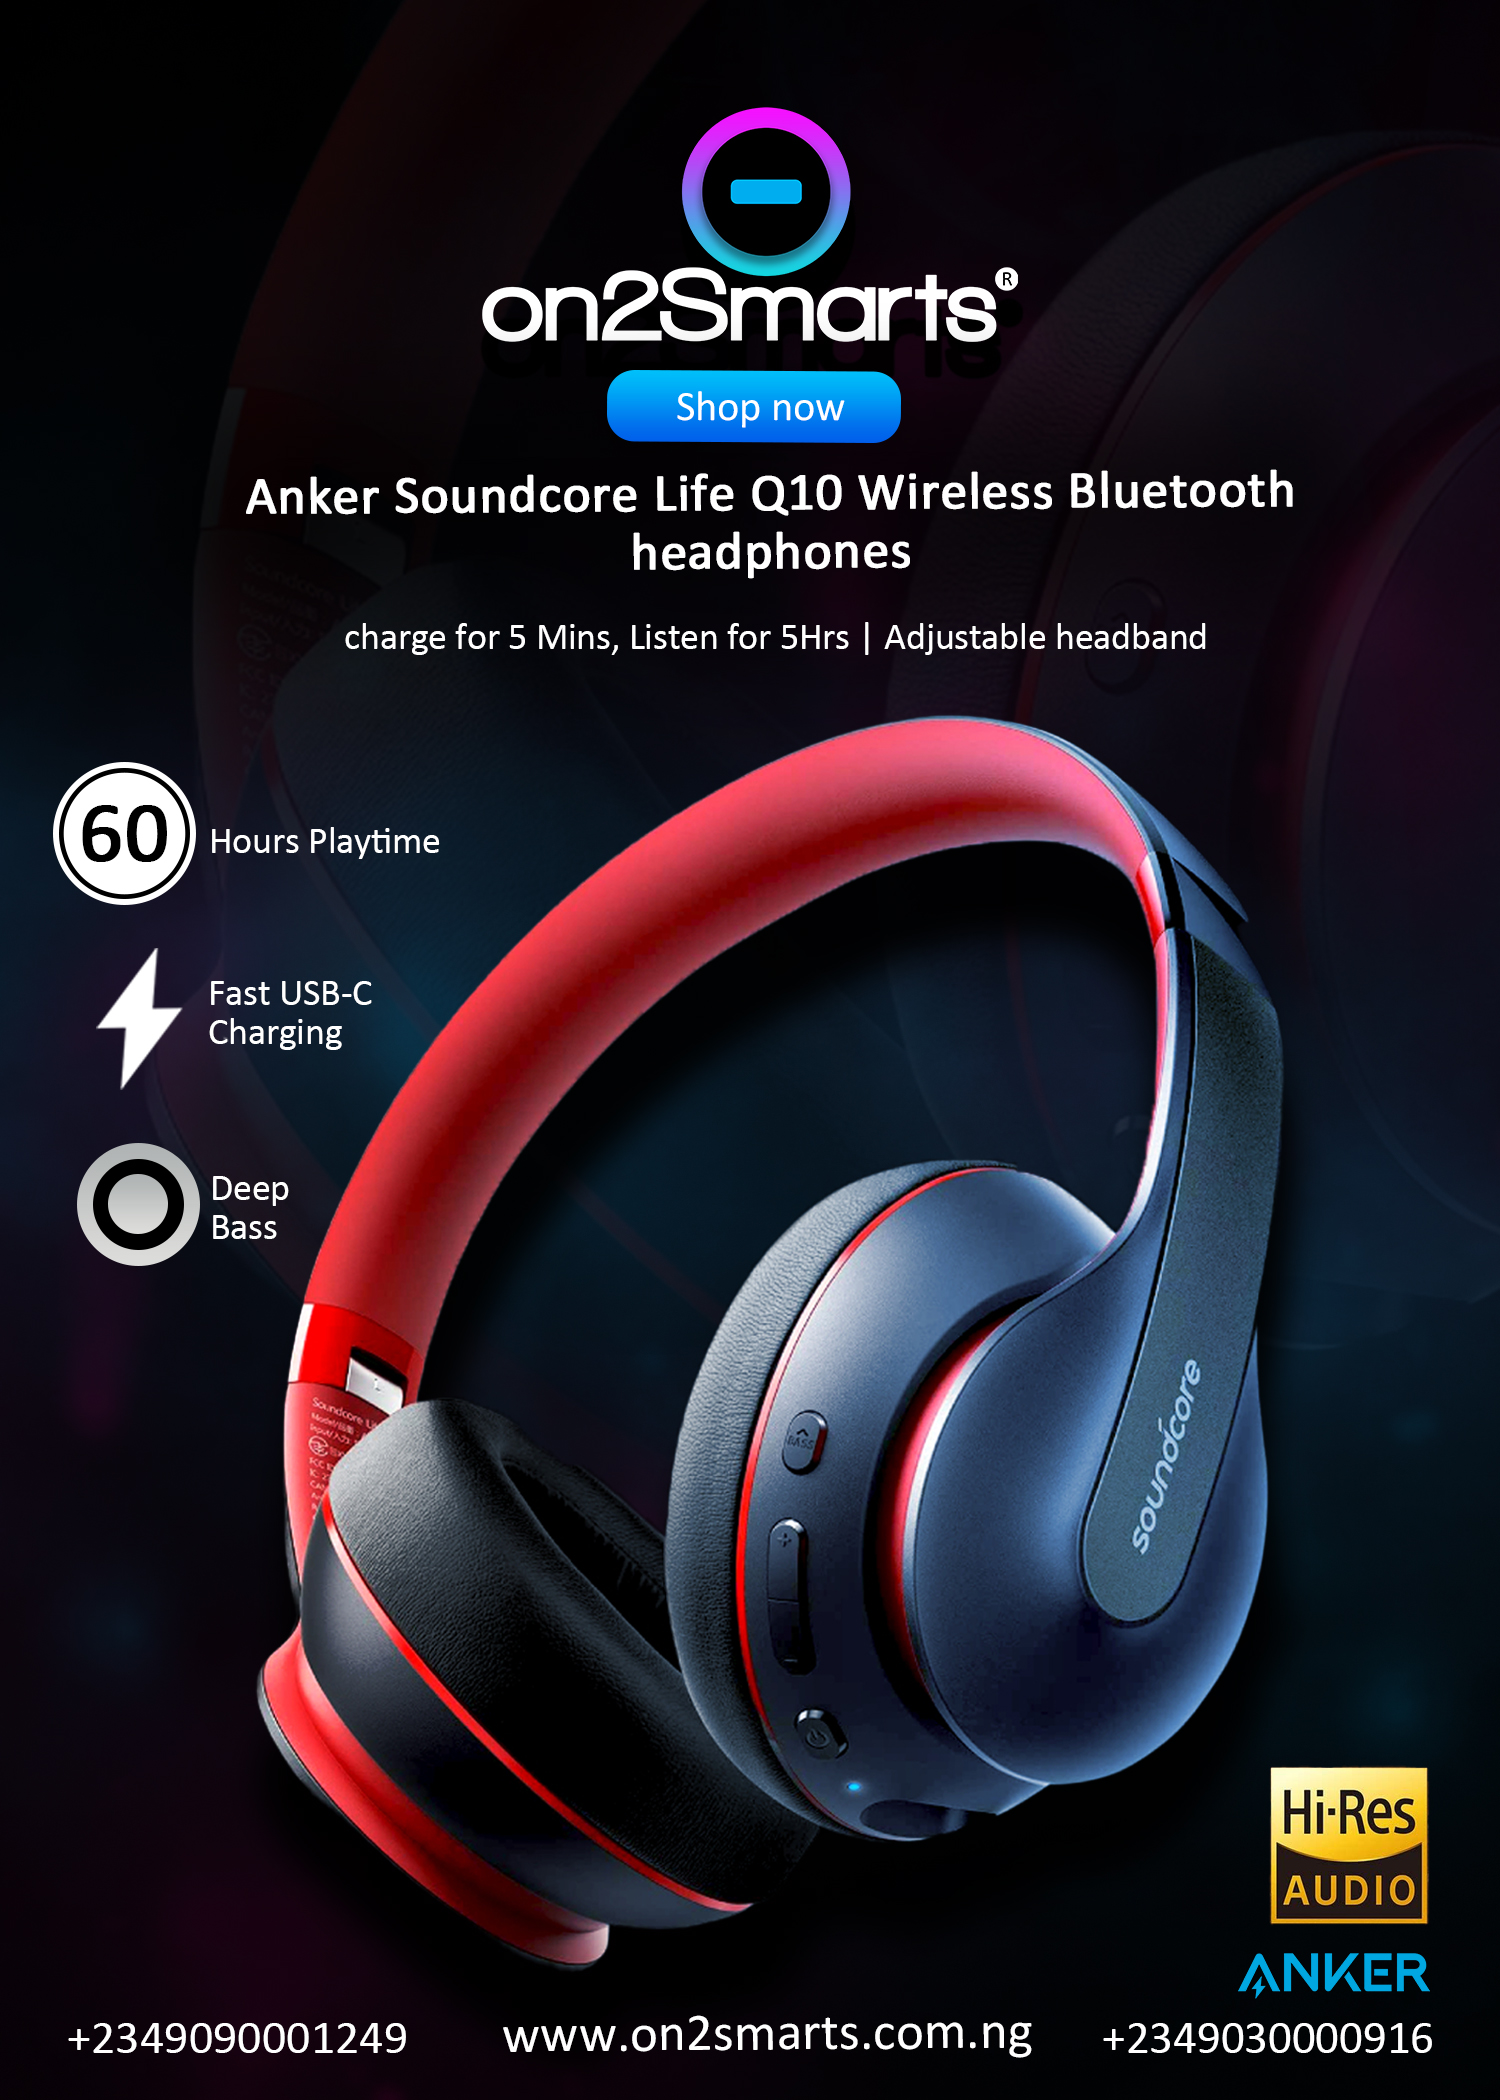 on2Smarts®
Shop now
Anker Soundcore Life Q10 Wireless Bluetooth
headphones
charge for 5 Mins, Listen for 5Hrs | Adjustable headband
60
Hours Playtime
Fast USB-C
Charging
Deep
Bass
L
Soundcore
BASS
soundcore
Hi-Res
AUDIO
ANKER
+2349090001249
www.on2smarts.com.ng
+2349030000916